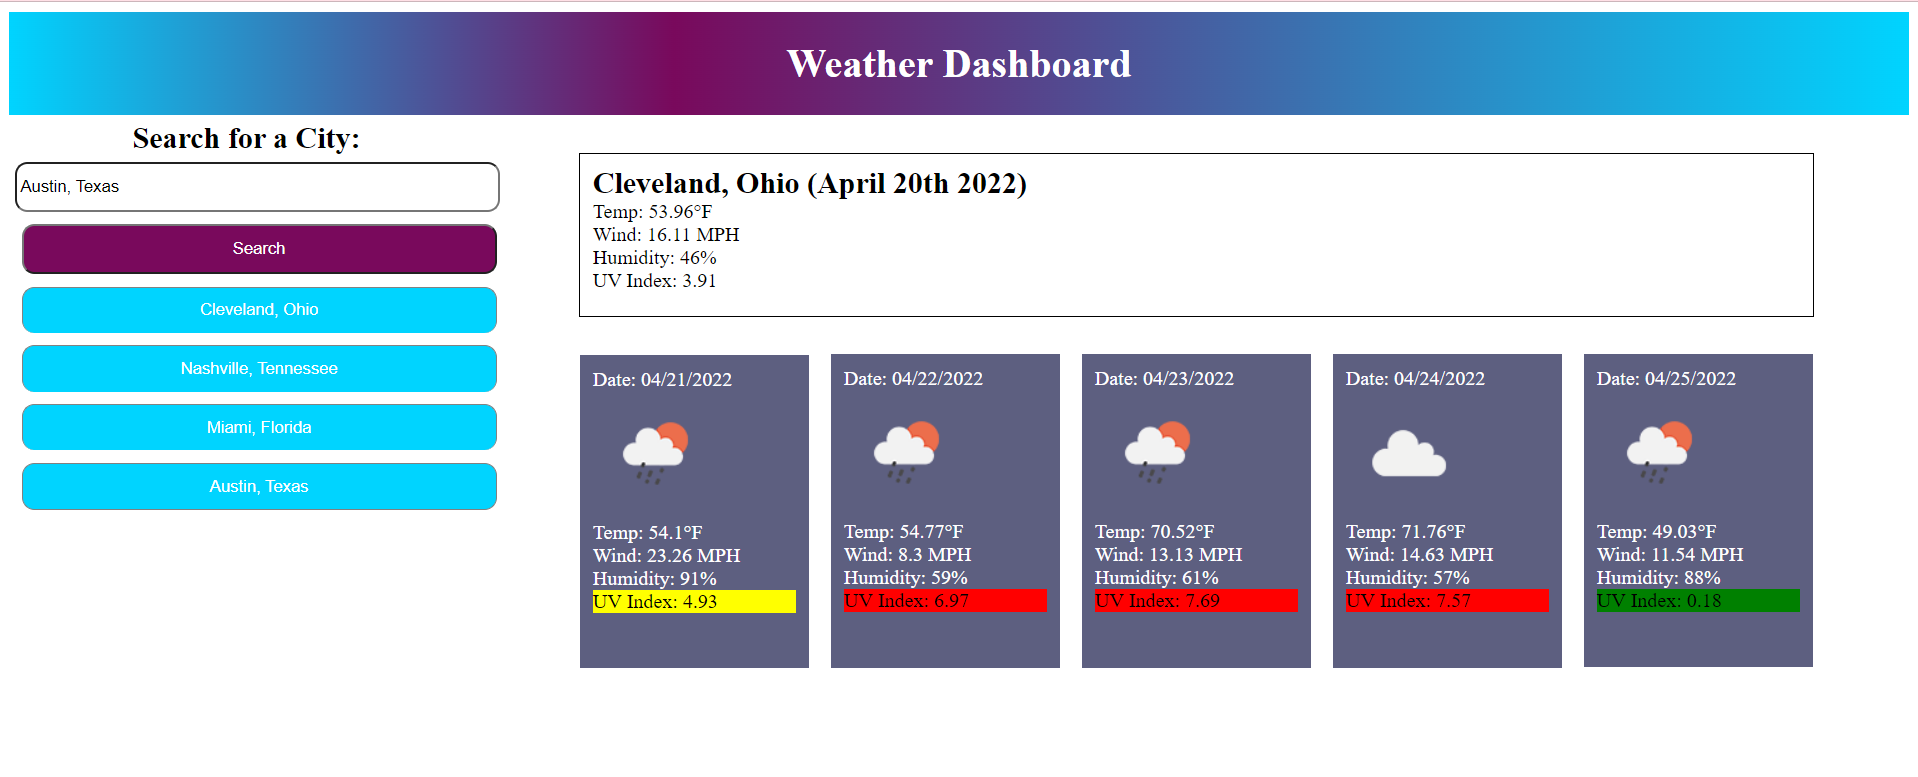 Weather Dashboard
Search for a City:
Austin, Texas
Search
Cleveland, Ohio
Nashville, Tennessee
Miami, Florida
Austin, Texas
Cleveland, Ohio (April 20th 2022)
Temp: 53.96°F
Wind: 16.11 MPH
Humidity: 46%
UV Index: 3.91
Date: 04/21/2022
Temp: 54.1°F
Wind: 23.26 MPH
Humidity: 91%
UV Index: 4.93
Date: 04/22/2022
Temp: 54.77°F
Wind: 8.3 MPH
Humidity: 59%
UV Index: 6.97
Date: 04/23/2022
Temp: 70.52°F
Wind: 13.13 MPH
Humidity: 61%
UV Index: 7.69
Date: 04/24/2022
Temp: 71.76°F
Wind: 14.63 MPH
Humidity: 57%
UV Index: 7.57
Date: 04/25/2022
Temp: 49.03°F
Wind: 11.54 MPH
Humidity: 88%
UV Index: 0.18